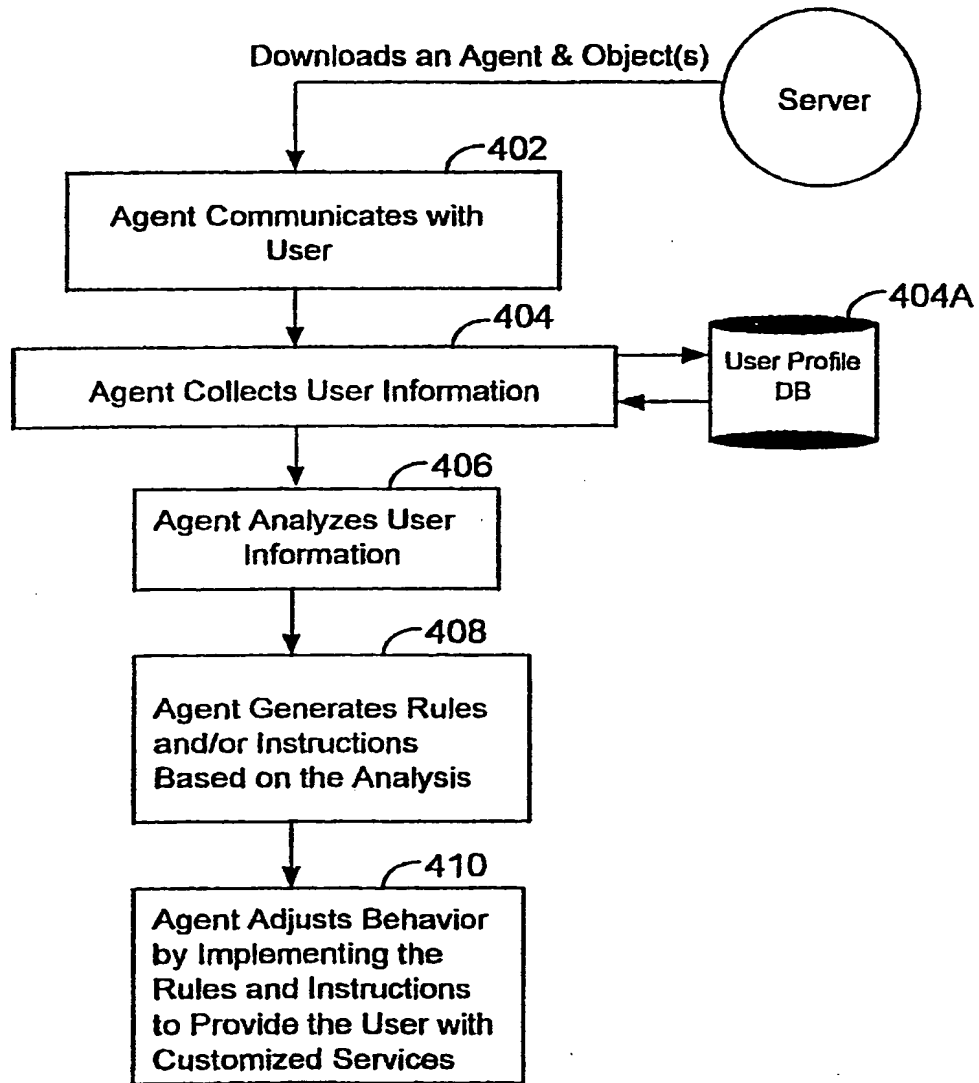 Downloads an Agent & Object(s)
Server
402
Agent Communicates with
User
404
Agent Collects User Information
404A
User Profile
DB
406
Agent Analyzes User
Information
408
Agent Generates Rules
and/or Instructions
Based on the Analysis
410
Agent Adjusts Behavior
by Implementing the
Rules and Instructions
to Provide the User with
Customized Services